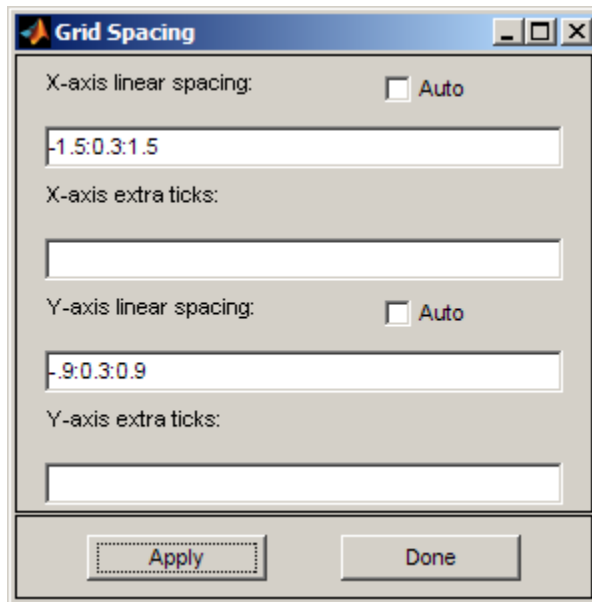 Grid Spacing
X-axis linear spacing: Auto
-1.5:0.3:1.5
X-axis extra ticks:
Y-axis linear spacing: Auto
-.9:0.3:0.9
Y-axis extra ticks:
Apply Done